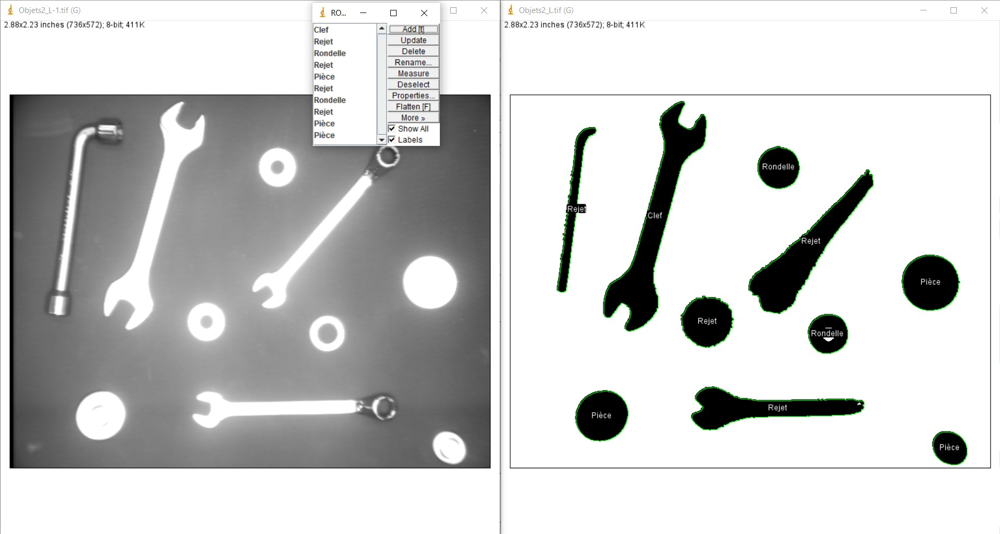 Objets2_L-1.tif (G)
2.88x2.23 inches (736x572); 8-bit; 411K
RO...
Clef
Rejet
Rondelle
Rejet
Pièce
Rejet
Rondelle
Rejet
Pièce
Pièce
Add [t]
Update
Delete
Rename...
Measure
Deselect
Properties...
Flatten [F]
More »
Show All
Labels
Objets2_L.tif (G)
2.88x2.23 inches (736x572); 8-bit; 411K
Rondelle
Rejet
Clef
Rejet
Pièce
Rejet
Rondelle
Rejet
Pièce
Pièce